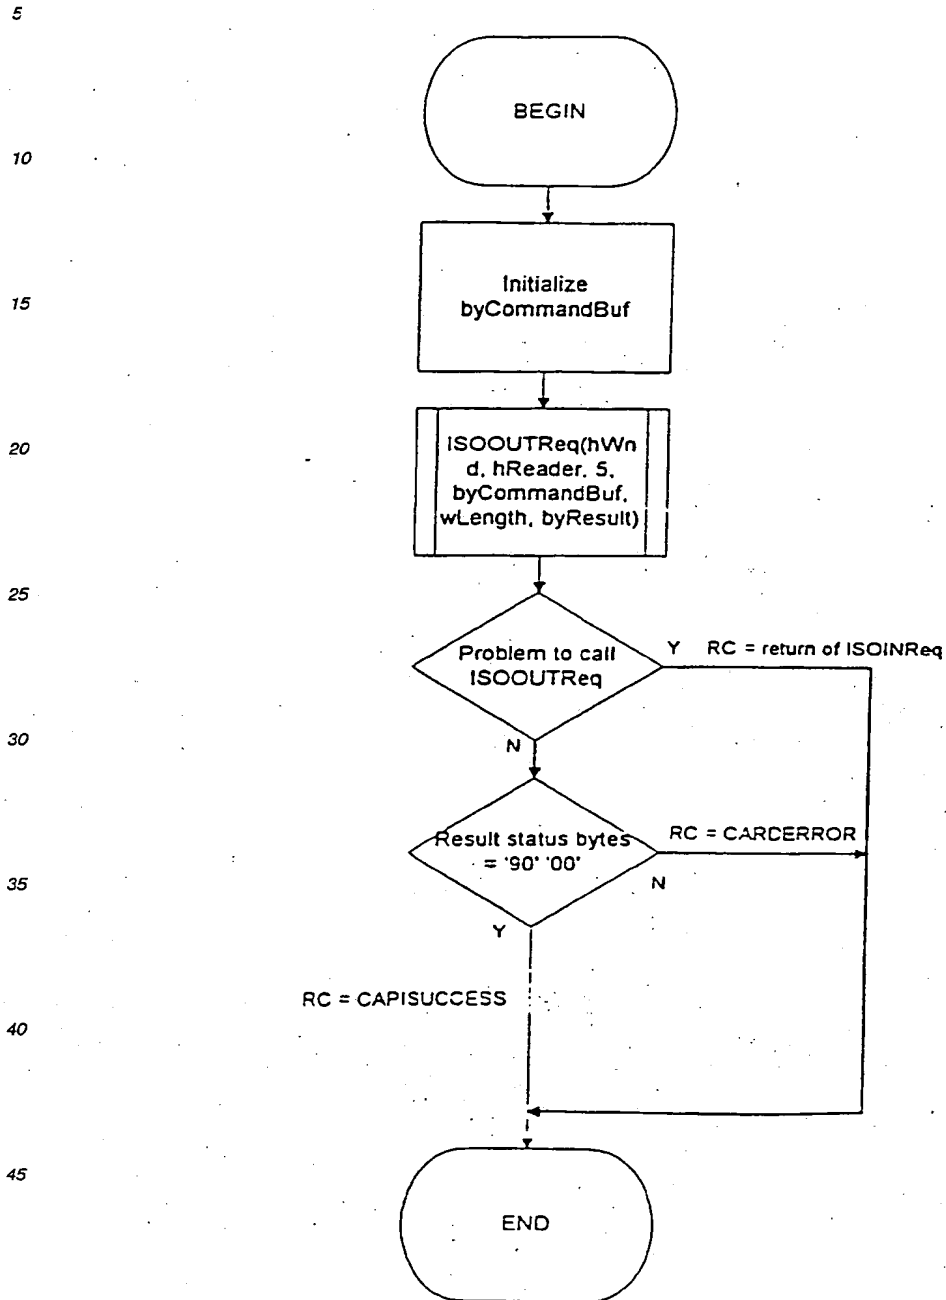 5
BEGIN
10
Initialize
byCommandBuf
15
ISOOUTReq(hWn
d, hReader, 5,
byCommandBuf,
wLength, byResult)
20
25
Problem to call
ISOOUTReq
Y RC = return of ISOINReq
30
N
Result status bytes
= '90' '00'
RC = CARDERROR
35
N
Y
RC = CAPISUCCESS
40
45
END